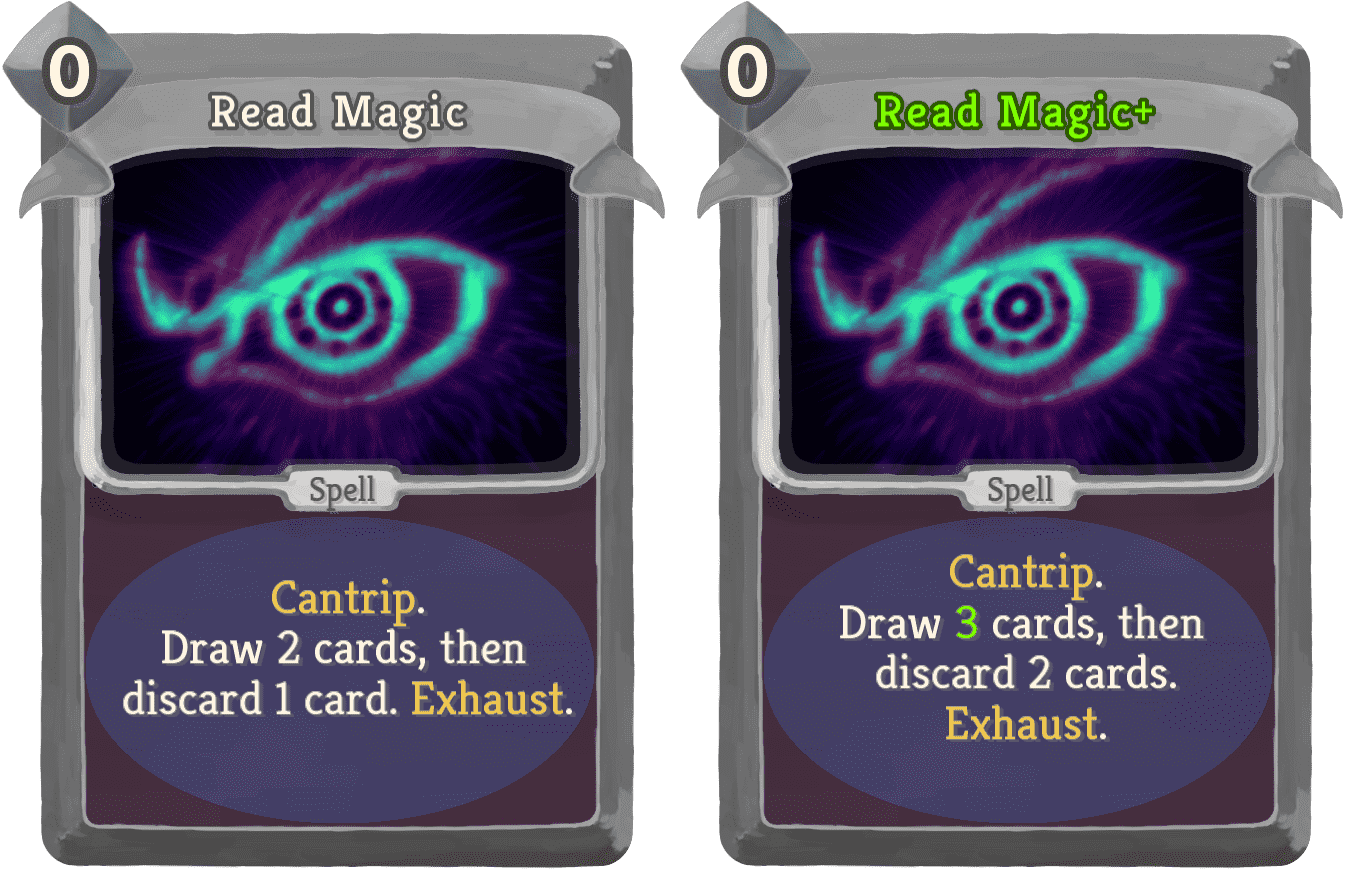 0
Read Magic
Spell
Cantrip.
Draw 2 cards, then
discard 1 card. Exhaust.
0
Read Magic+
Spell
Cantrip.
Draw 3 cards, then
discard 2 cards.
Exhaust.